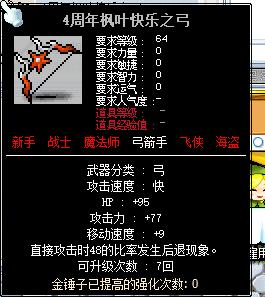 4周年枫叶快乐之弓
要求等级： 64
要求力量： 0
要求敏捷： 0
要求智力： 0
要求运气： 0
要求人气度： -
道具等级： -
道具经验值： -
新手 战士 魔法师 弓箭手 飞侠 海盗
武器分类 : 弓
攻击速度 : 快
HP : +95
攻击力 : +77
移动速度 : +9
直接攻击时48的比率发生后退现象。
可升级次数 : 7回
金锤子已提高的强化次数: 0